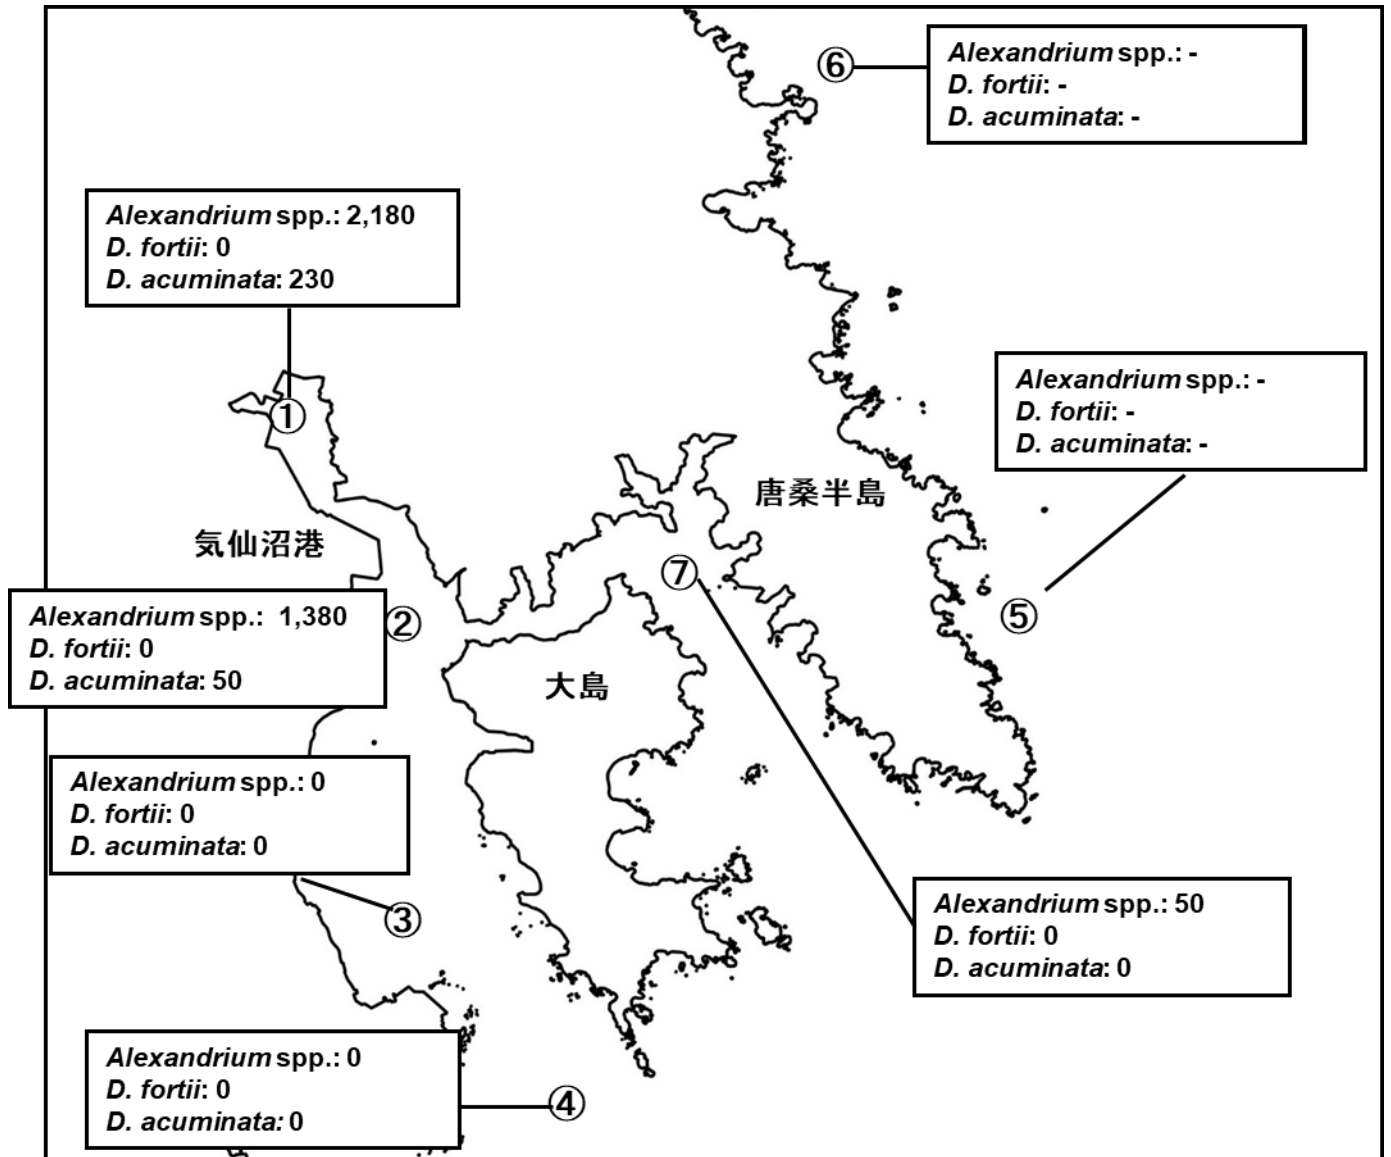 ⑥
Alexandrium spp.: -
D. fortii: -
D. acuminata: -
Alexandrium spp.: 2,180
D. fortii: 0
D. acuminata: 230
①
Alexandrium spp.: -
D. fortii: -
D. acuminata: -
唐桑半島
気仙沼港
⑦
⑤
Alexandrium spp.: 1,380
D. fortii: 0
D. acuminata: 50
②
大島
Alexandrium spp.: 0
D. fortii: 0
D. acuminata: 0
③
Alexandrium spp.: 50
D. fortii: 0
D. acuminata: 0
Alexandrium spp.: 0
D. fortii: 0
D. acuminata: 0
④